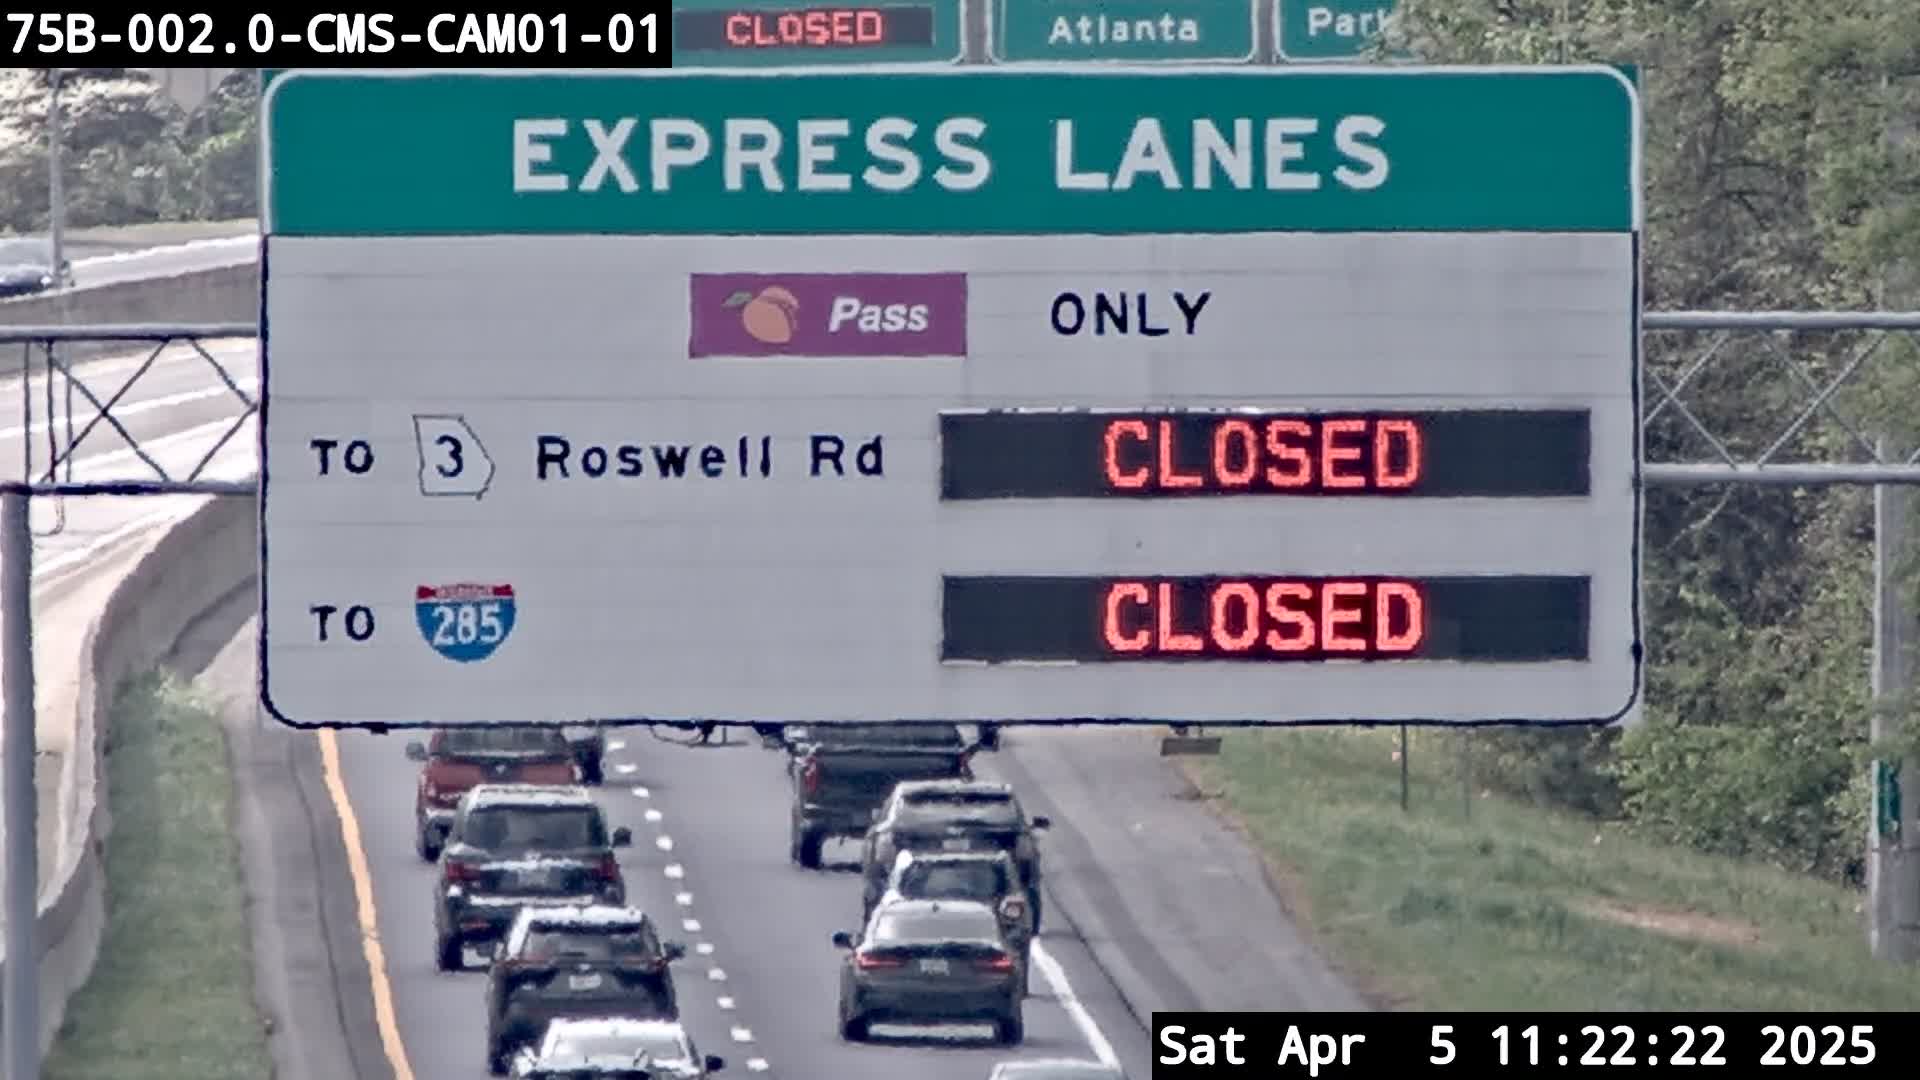 75B-002.0-CMS-CAM01-01
CLOSED
Atlanta
Park
EXPRESS LANES
Pass ONLY
TO 3 Roswell Rd CLOSED
TO 285 CLOSED
Sat Apr 5 11:22:22 2025